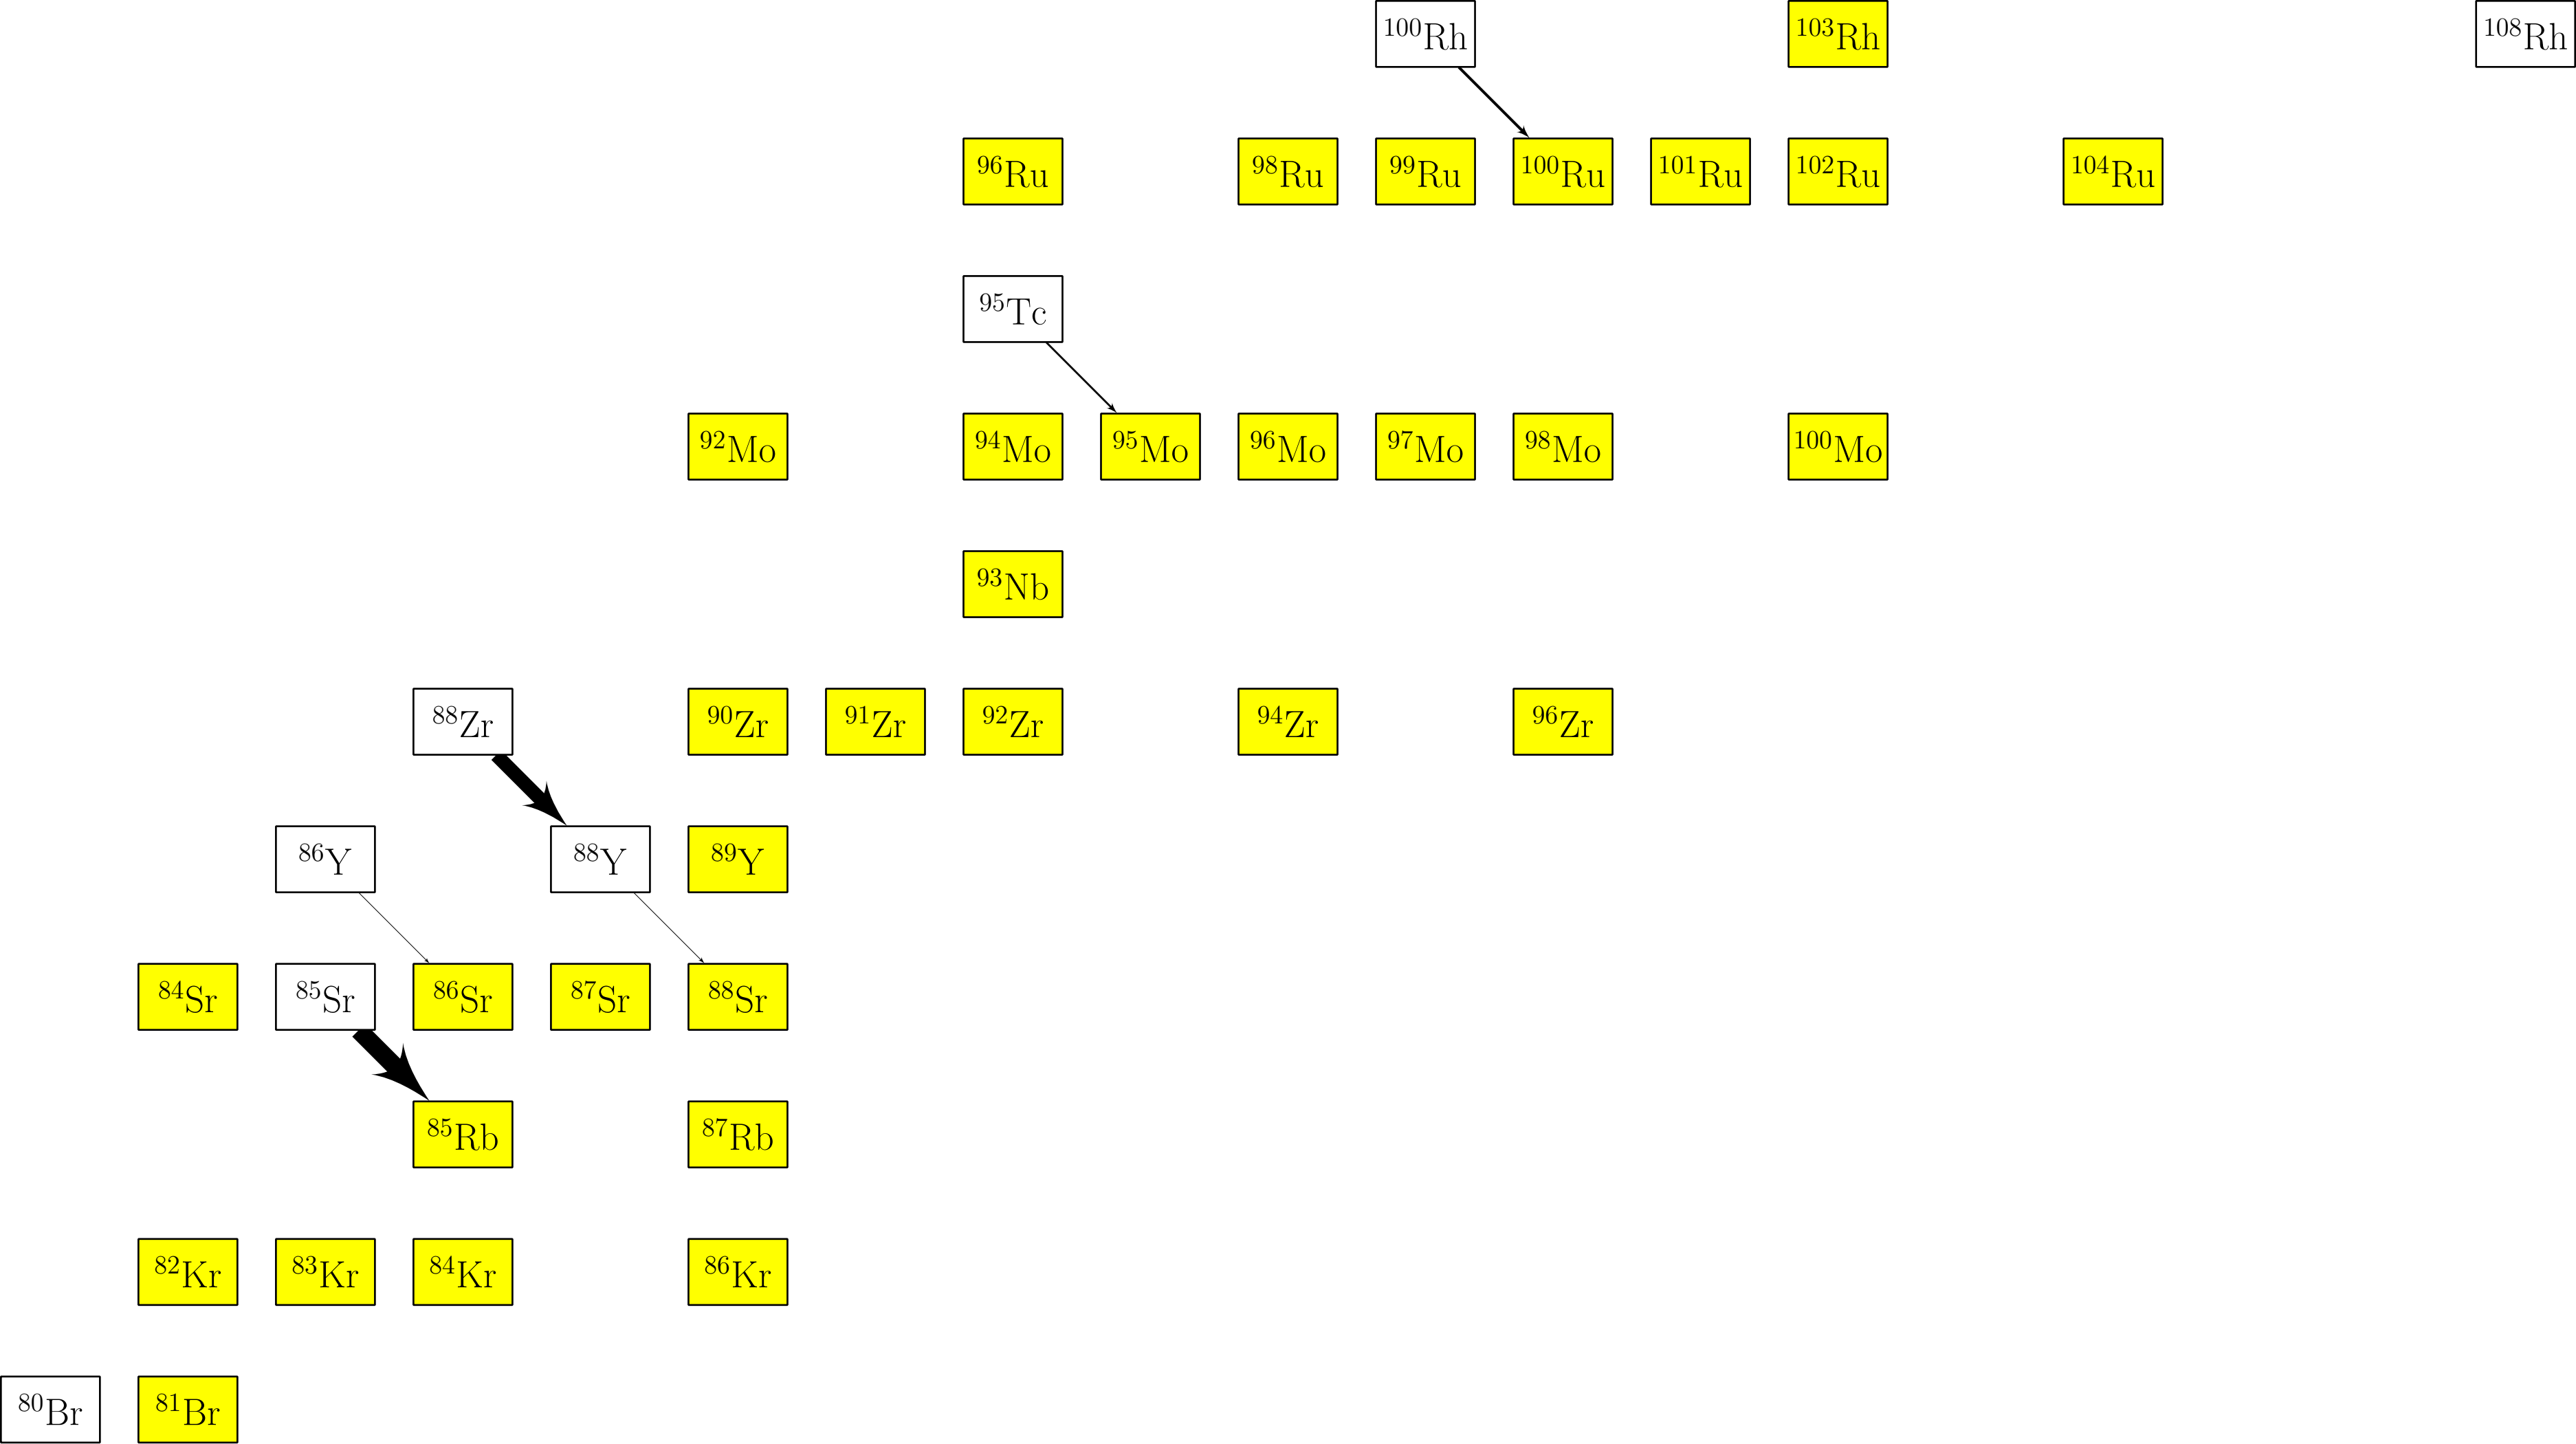 ¹⁰⁰Rh ¹⁰³Rh ¹⁰⁸Rh
⁹⁶Ru ⁹⁸Ru ⁹⁹Ru ¹⁰⁰Ru ¹⁰¹Ru ¹⁰²Ru ¹⁰⁴Ru
⁹⁵Tc
⁹²Mo ⁹⁴Mo ⁹⁵Mo ⁹⁶Mo ⁹⁷Mo ⁹⁸Mo ¹⁰⁰Mo
⁹³Nb
⁸⁸Zr ⁹⁰Zr ⁹¹Zr ⁹²Zr ⁹⁴Zr ⁹⁶Zr
⁸⁶Y ⁸⁸Y ⁸⁹Y
⁸⁴Sr ⁸⁵Sr ⁸⁶Sr ⁸⁷Sr ⁸⁸Sr
⁸⁵Rb ⁸⁷Rb
⁸²Kr ⁸³Kr ⁸⁴Kr ⁸⁶Kr
⁸⁰Br ⁸¹Br